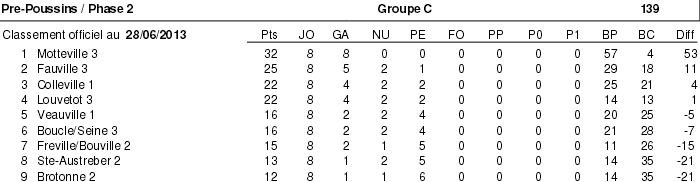 Pre-Poussins / Phase 2 Groupe C 139
Classement officiel au 28/06/2013 Pts JO GA NU PE FO PP P0 P1 BP BC Diff
1 Motteville 3 32 8 8 0 0 0 0 0 0 57 4 53
2 Fauville 3 25 8 5 2 1 0 0 0 0 29 18 11
3 Colleville 1 22 8 4 2 2 0 0 0 0 25 21 4
4 Louvetot 3 22 8 4 2 2 0 0 0 0 14 13 1
5 Veauville 1 16 8 2 2 4 0 0 0 0 20 25 -5
6 Boucle/Seine 3 16 8 2 2 4 0 0 0 0 21 28 -7
7 Freville/Bouville 2 15 8 2 1 5 0 0 0 0 11 26 -15
8 Ste-Austreber 2 13 8 1 2 5 0 0 0 0 14 35 -21
9 Brotonne 2 12 8 1 1 6 0 0 0 0 14 35 -21